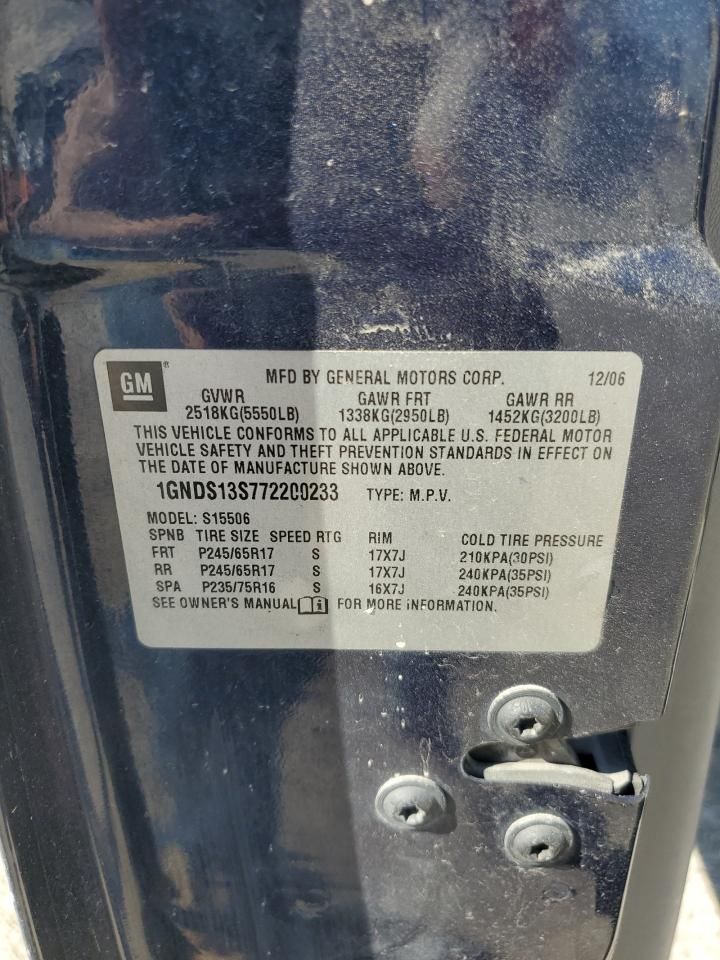 GM ® MFD BY GENERAL MOTORS CORP. 12/06
GVWR GAWR FRT GAWR RR
2518KG(5550LB) 1338KG(2950LB) 1452KG(3200LB)
THIS VEHICLE CONFORMS TO ALL APPLICABLE U.S. FEDERAL MOTOR
VEHICLE SAFETY AND THEFT PREVENTION STANDARDS IN EFFECT ON
THE DATE OF MANUFACTURE SHOWN ABOVE.
1GNDS13S772200233 TYPE: M.P.V.
MODEL: S15506
SPNB TIRE SIZE SPEED RTG RIM COLD TIRE PRESSURE
FRT P245/65R17 S 17X7J 210KPA(30PSI)
RR P245/65R17 S 17X7J 240KPA(35PSI)
SPA P235/75R16 S 16X7J 240KPA(35PSI)
SEE OWNER'S MANUAL i FOR MORE INFORMATION.